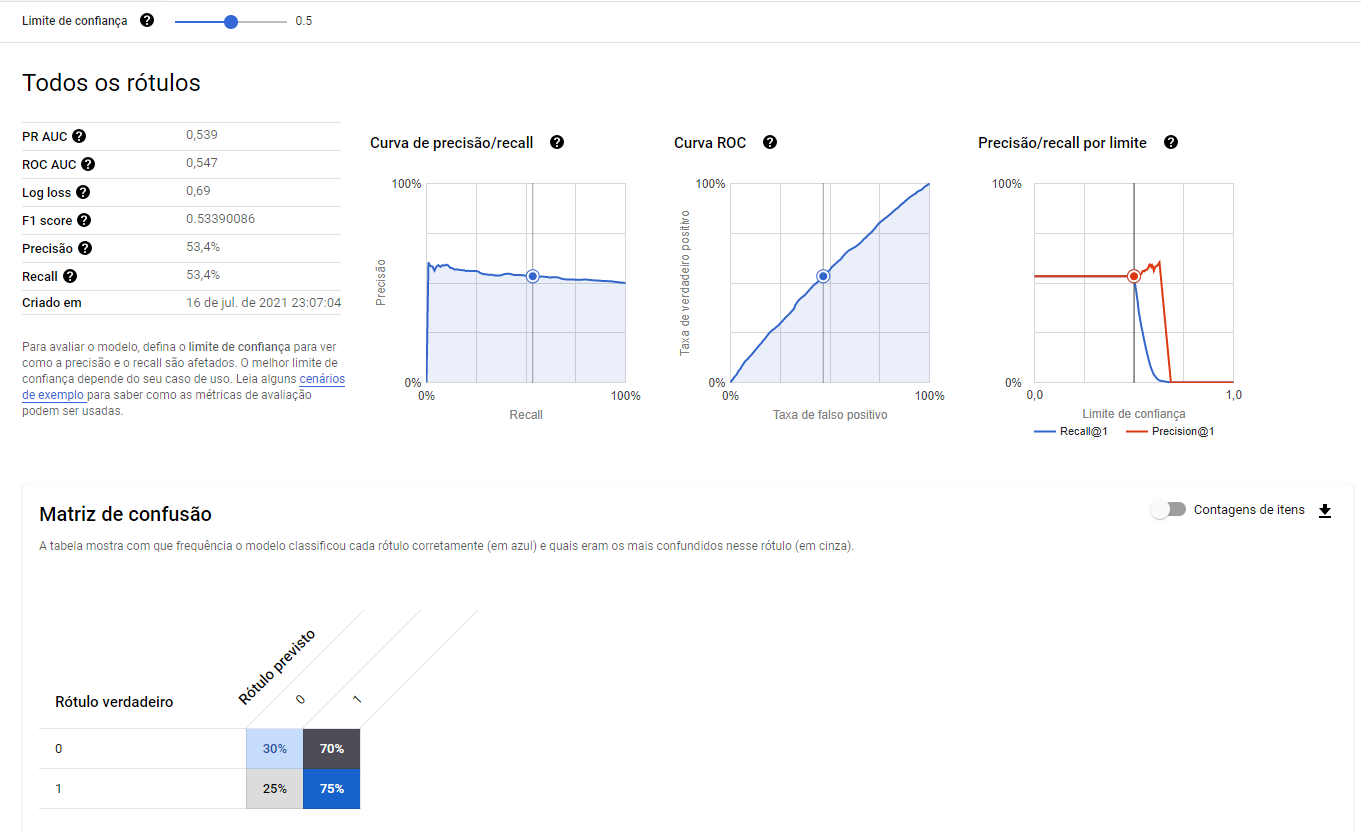 Limite de confiança ? 0.5
Todos os rótulos
PR AUC ? 0,539
ROC AUC ? 0,547
Log loss ? 0,69
F1 score ? 0.53390086
Precisão ? 53,4%
Recall ? 53,4%
Criado em 16 de jul. de 2021 23:07:04
Para avaliar o modelo, defina o limite de confiança para ver
como a precisão e o recall são afetados. O melhor limite de
confiança depende do seu caso de uso. Leia alguns cenários
de exemplo para saber como as métricas de avaliação
podem ser usadas.
Curva de precisão/recall ?
100%
Precisão
0%
0% 100%
Recall
Curva ROC ?
100%
Taxa de verdadeiro positivo
0%
0% 100%
Taxa de falso positivo
Precisão/recall por limite ?
100%
0%
0,0 1,0
Limite de confiança
Recall@1 Precision@1
Matriz de confusão
Contagens de itens
A tabela mostra com que frequência o modelo classificou cada rótulo corretamente (em azul) e quais eram os mais confundidos nesse rótulo (em cinza).
Rótulo previsto
Rótulo verdadeiro 0 1
0 30% 70%
1 25% 75%